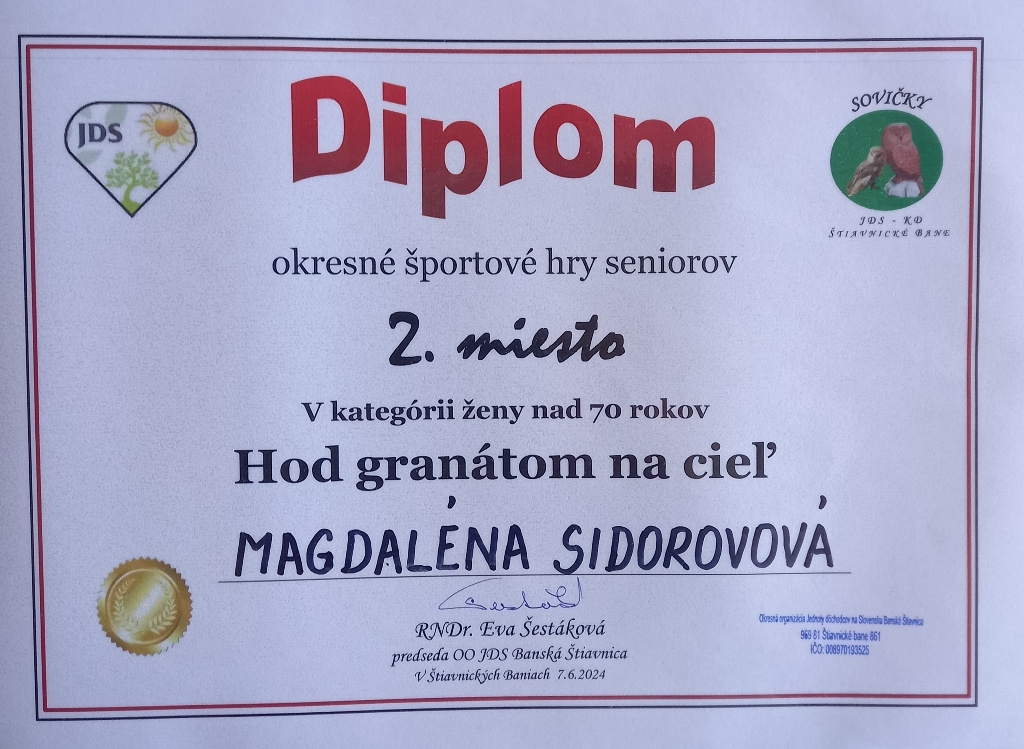 Diplom
JDS
SOVIČKY
JDS - KD
ŠTIAVNICKÉ BANE
okresné športové hry seniorov
2. miesto
V kategórii ženy nad 70 rokov
Hod granátom na cieľ
MAGDALÉNA SIDOROVOVÁ
RNDr. Eva Šestáková
predseda OO JDS Banská Štiavnica
V Štiavnických Baniach 7.6.2024
Okresná organizácia Jednoty dôchodcov na Slovensku Banská Štiavnica
969 81 Štiavnické bane 861
IČO: 008970193525